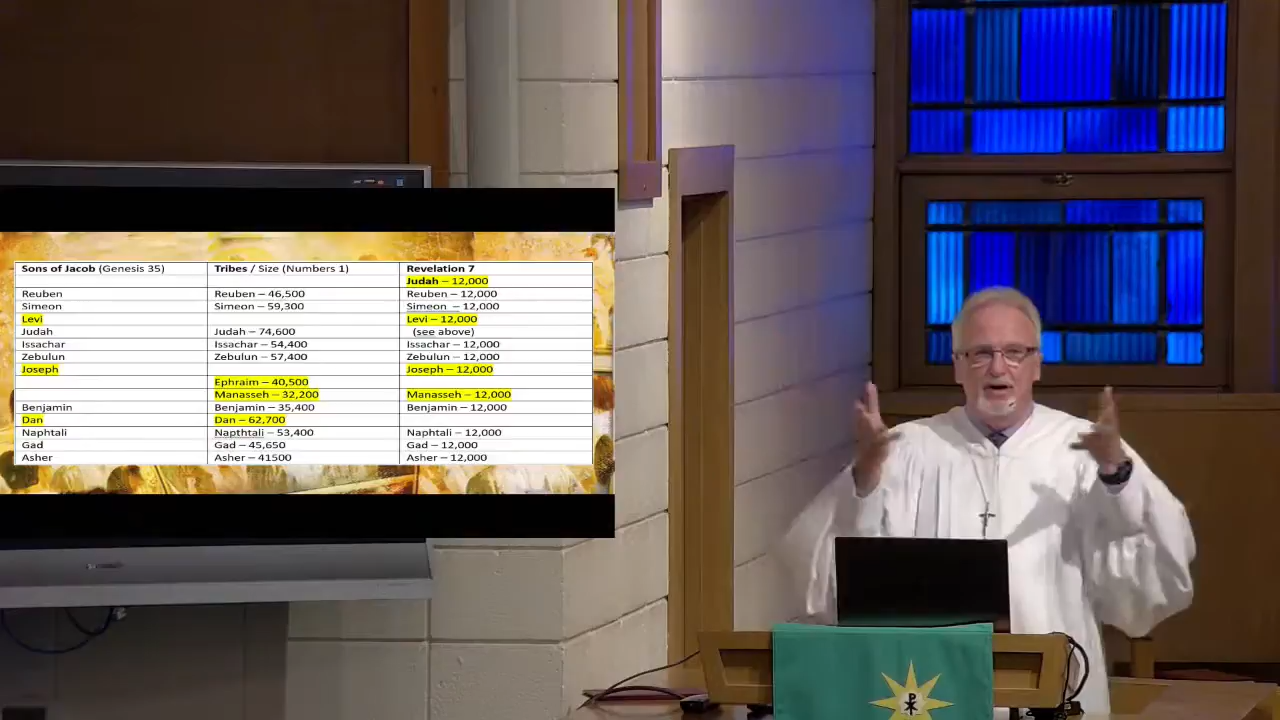 Sons of Jacob (Genesis 35) Tribes / Size (Numbers 1) Revelation 7
Judah – 12,000
Reuben Reuben – 46,500 Reuben – 12,000
Simeon Simeon – 59,300 Simeon – 12,000
Levi Levi – 12,000
Judah Judah – 74,600 (see above)
Issachar Issachar – 54,400 Issachar – 12,000
Zebulun Zebulun – 57,400 Zebulun – 12,000
Joseph Joseph – 12,000
Ephraim – 40,500
Manasseh – 32,200 Manasseh – 12,000
Benjamin Benjamin – 35,400 Benjamin – 12,000
Dan Dan – 62,700
Naphtali Napthtali – 53,400 Naphtali – 12,000
Gad Gad – 45,650 Gad – 12,000
Asher Asher – 41500 Asher – 12,000